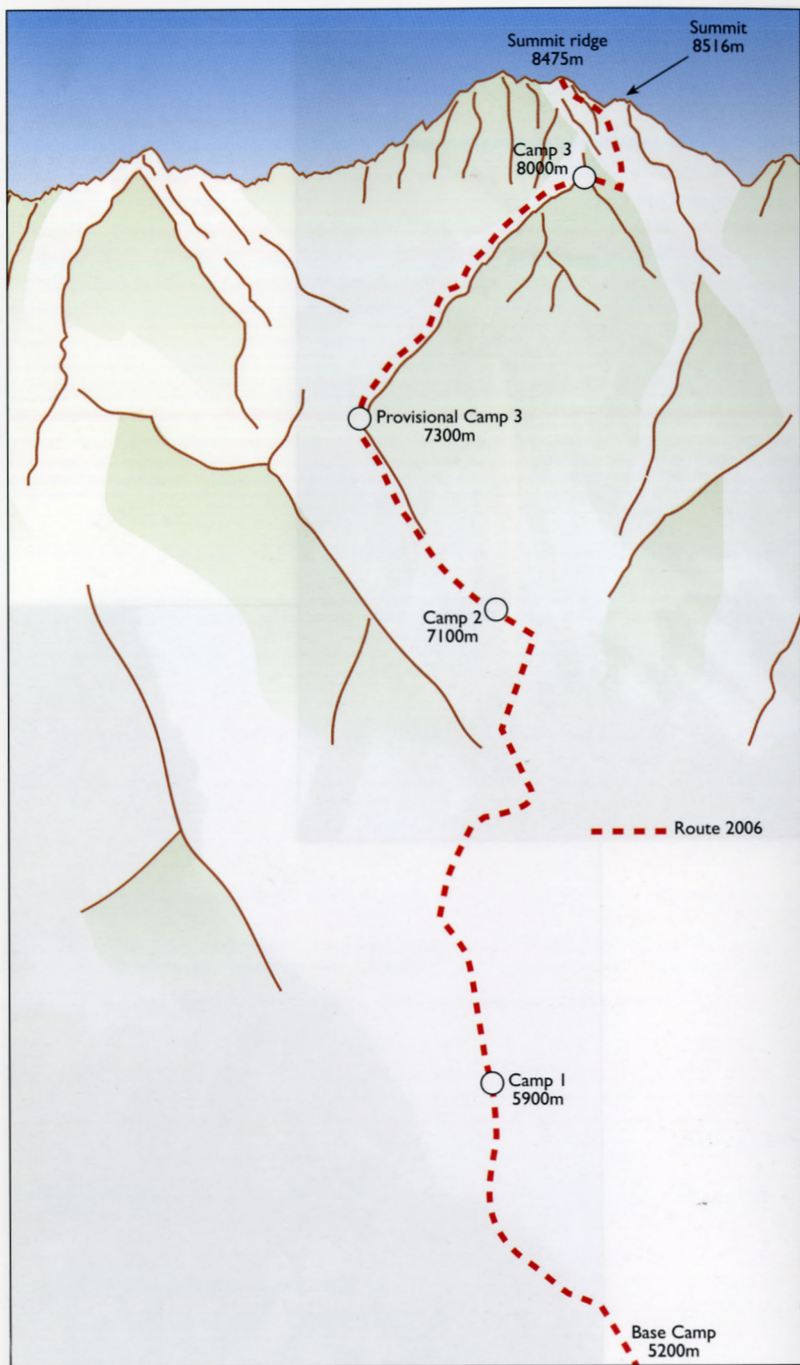 Summit ridge
8475m
Summit
8516m
Camp 3
8000m
Provisional Camp 3
7300m
Camp 2
7100m
Route 2006
Camp 1
5900m
Base Camp
5200m